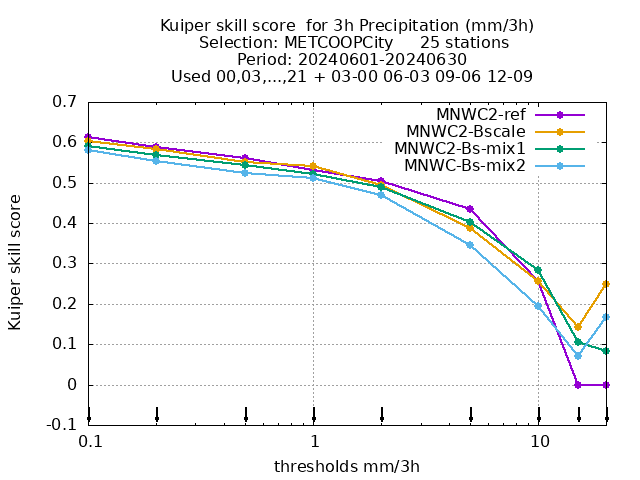 Kuiper skill score  for 3h Precipitation (mm/3h)
Selection: METCOOPCity     25 stations
Period: 20240601-20240630
Used 00,03,...,21 + 03-00 06-03 09-06 12-09
MNWC2-ref
MNWC2-Bscale
MNWC2-Bs-mix1
MNWC-Bs-mix2
Kuiper skill score
0.7
0.6
0.5
0.4
0.3
0.2
0.1
0
-0.1
0.1 1 10
thresholds mm/3h